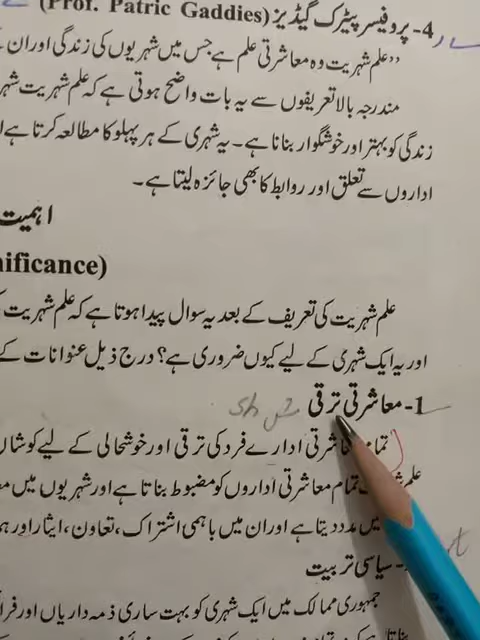 4- پروفیسر پیٹرک گیڈیز (Prof. Patric Gaddies)
’’علم شہریت وہ معاشرتی علم ہے جس میں شہریوں کی زندگی اور ان کے
مندرجہ بالا تعریفوں سے یہ بات واضح ہوتی ہے کہ علم شہریت
زندگی کو بہتر اور خوشگوار بنانا ہے۔ یہ شہری کے ہر پہلو کا مطالعہ کرتا ہے
اداروں سے تعلق اور روابط کا بھی جائزہ لیتا ہے۔
اہمیت
nificance)
علم شہریت کی تعریف کے بعد یہ سوال پیدا ہوتا ہے کہ علم شہریت
اور یہ ایک شہری کے لیے کیوں ضروری ہے؟ درج ذیل عنوانات کے
1- معاشرتی ترقی
تمام معاشرتی ادارے فرد کی ترقی اور خوشحالی کے لیے کوشاں
تمام معاشرتی اداروں کو مضبوط بناتا ہے اور شہریوں میں
میں مدد دیتا ہے اور ان میں باہمی اشتراک، تعاون، ایثار اور
سیاسی تربیت
جمہوری ممالک میں ایک شہری کو بہت ساری ذمہ داریاں اور